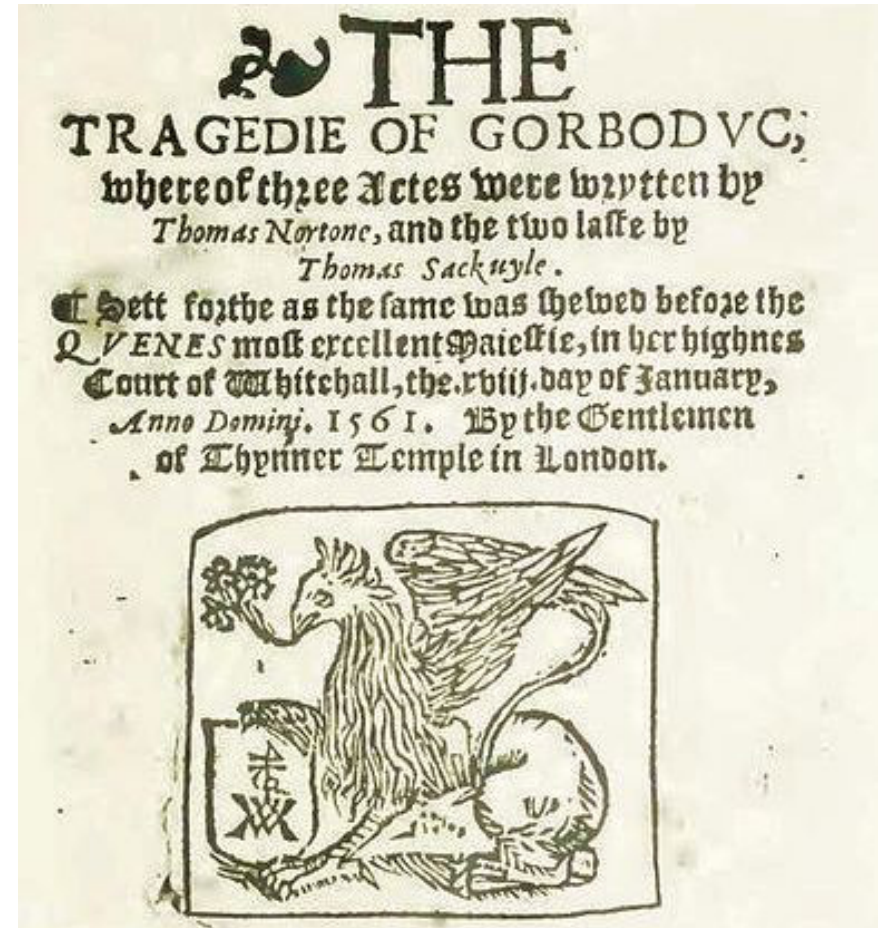 THE
TRAGEDIE OF GORBODVC,
whereof three Actes were wrytten by
Thomas Nortone, and the two laste by
Thomas Sackuyle.
¶ Sett forthe as the same was shewed before the
QVENES most excellent Maiestie, in her highnes
Court of Whitehall, the .xviij. day of January,
Anno Domini. 1561. By the Gentlemen
of Thynner Temple in London.